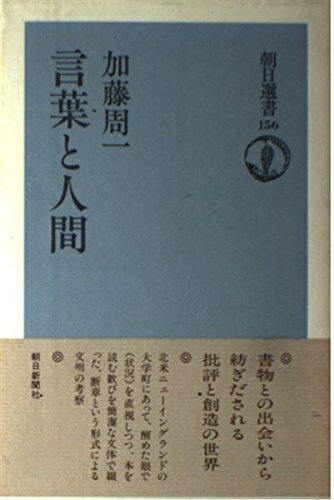 朝日選書
156
加藤周一
言葉と人間
◎
書物との出会いから
紡ぎだされる
批評と創造の世界
◎
北米ニューイングランドの
大学町にあって、醒めた眼で
《状況》を直視しつつ、本を
読む歓びを簡潔な文体で綴
った、断章という形式による
文明の考察
◎
朝日新聞社